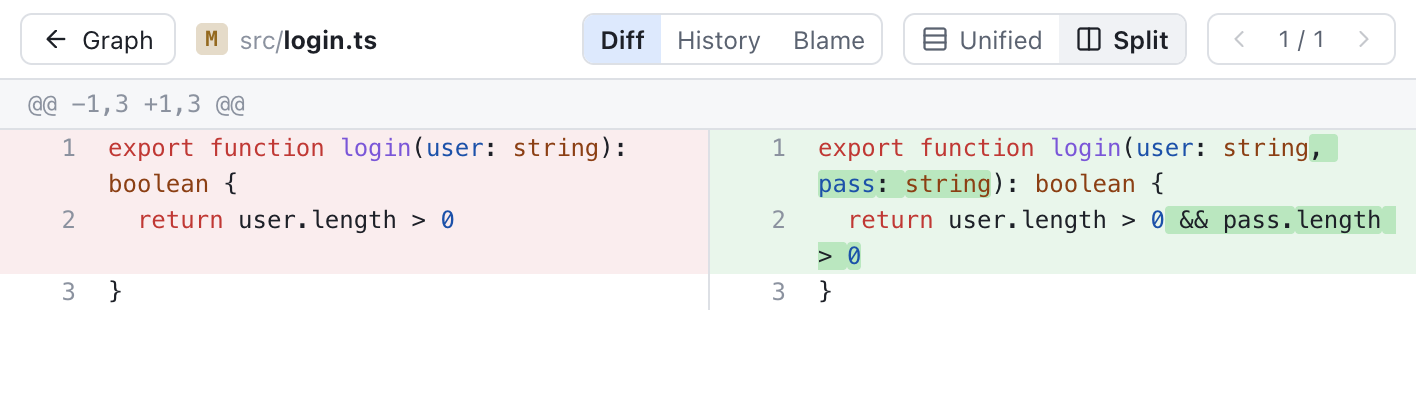 ← Graph
M
src/login.ts
Diff
History
Blame
Unified
Split
1 / 1
@@ −1,3 +1,3 @@
1 export function login(user: string):
boolean {
2   return user.length > 0
3 }
1 export function login(user: string,
pass: string): boolean {
2   return user.length > 0 && pass.length
> 0
3 }